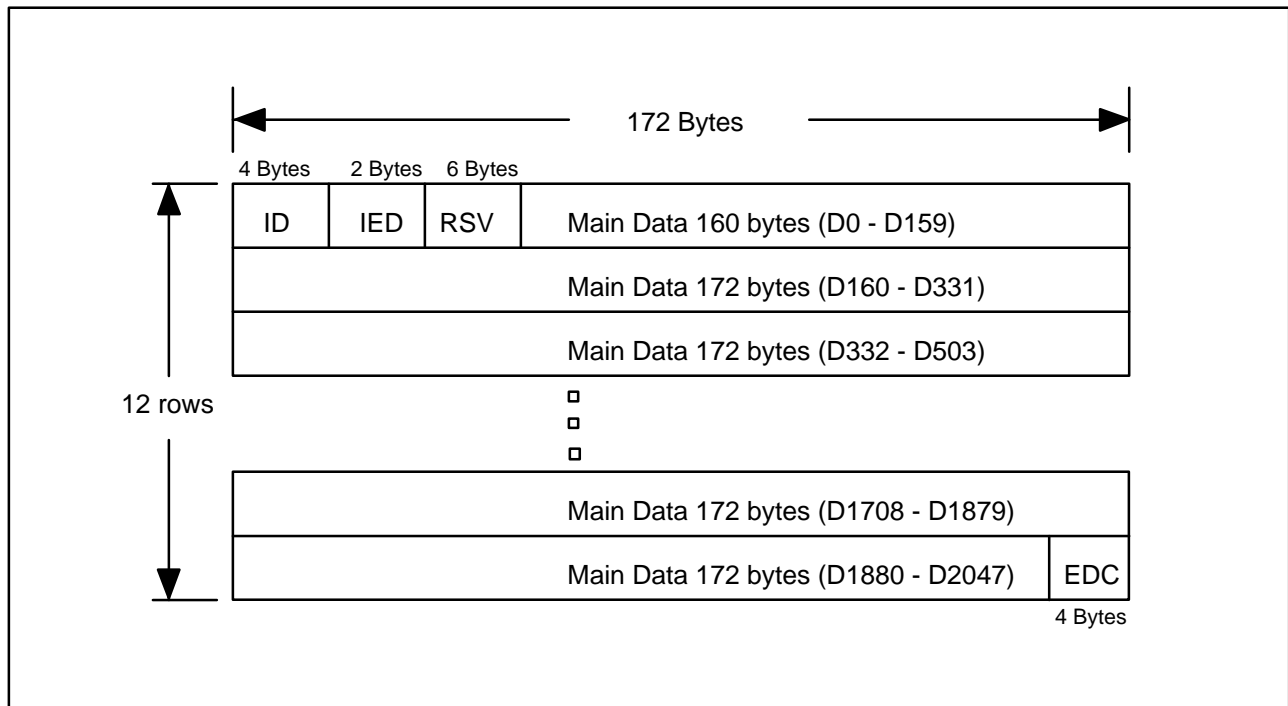 172 Bytes
4 Bytes 2 Bytes 6 Bytes
ID IED RSV Main Data 160 bytes (D0 - D159)
Main Data 172 bytes (D160 - D331)
Main Data 172 bytes (D332 - D503)
12 rows
Main Data 172 bytes (D1708 - D1879)
Main Data 172 bytes (D1880 - D2047) EDC
4 Bytes